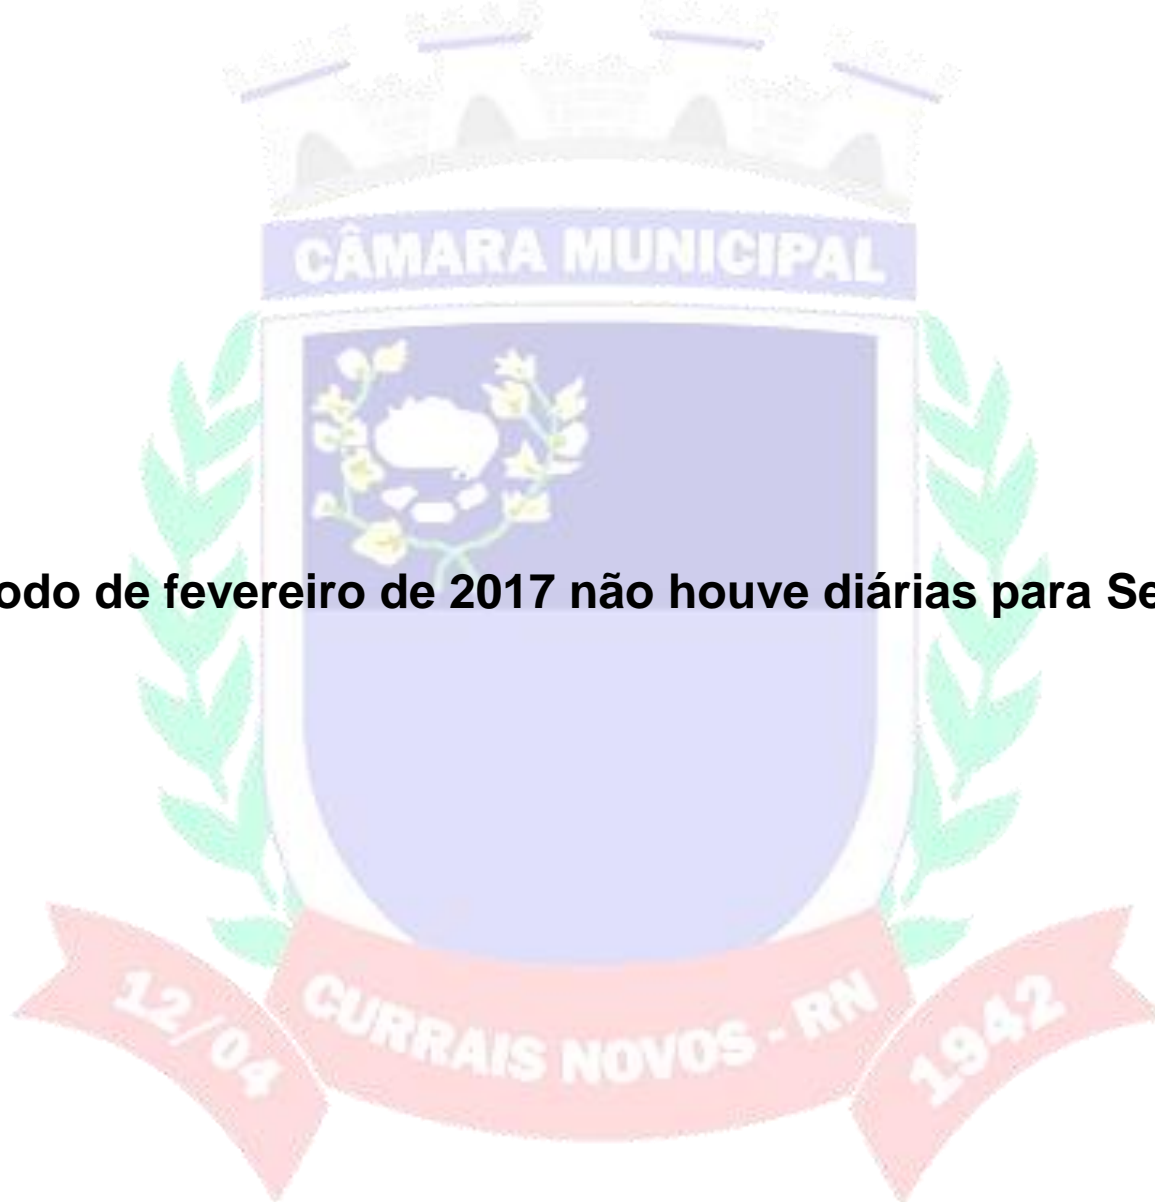 CÂMARA MUNICIPAL
odo de fevereiro de 2017 não houve diárias para Se
12/04
CURRAIS NOVOS - RN
1942